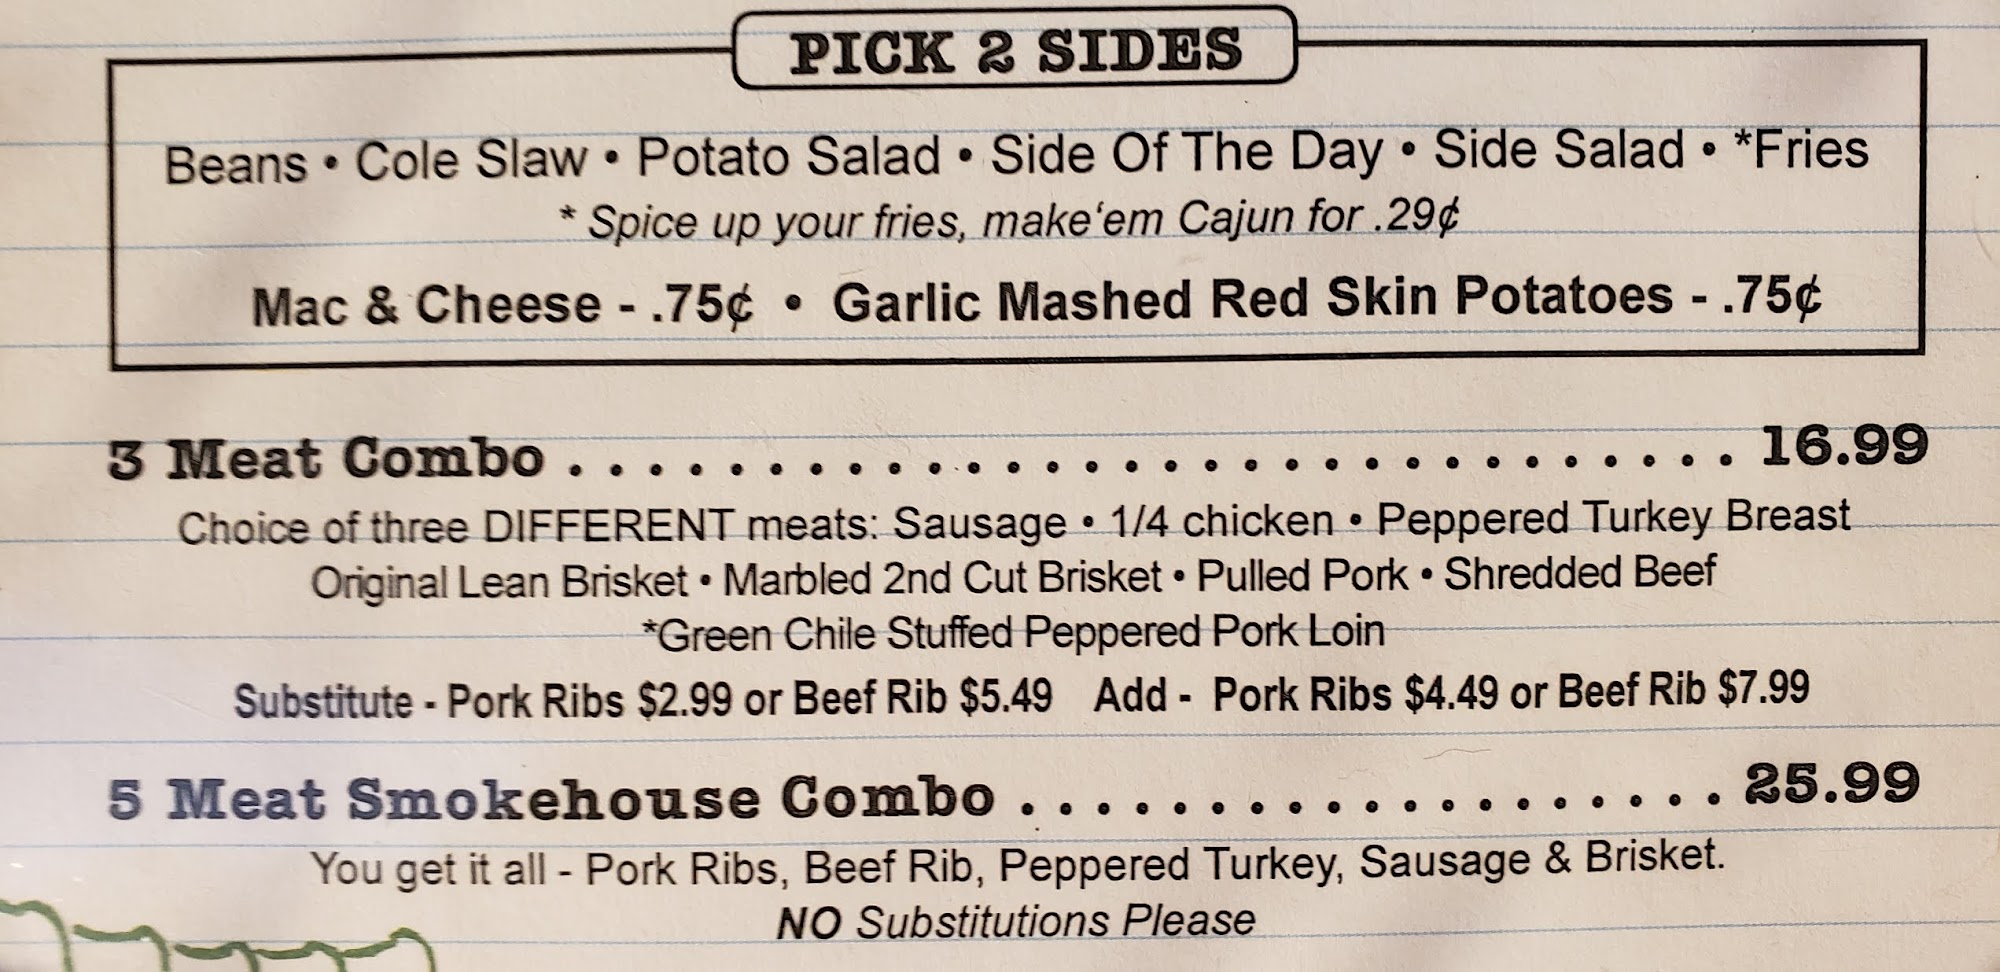 PICK 2 SIDES
Beans • Cole Slaw • Potato Salad • Side Of The Day • Side Salad • *Fries
* Spice up your fries, make‘em Cajun for .29¢
Mac & Cheese - .75¢ • Garlic Mashed Red Skin Potatoes - .75¢
3 Meat Combo . . . . . . . . . . . . . . . . . . . . . . . . . . . . . . 16.99
Choice of three DIFFERENT meats: Sausage • 1/4 chicken • Peppered Turkey Breast
Original Lean Brisket • Marbled 2nd Cut Brisket • Pulled Pork • Shredded Beef
*Green Chile Stuffed Peppered Pork Loin
Substitute - Pork Ribs $2.99 or Beef Rib $5.49 Add - Pork Ribs $4.49 or Beef Rib $7.99
5 Meat Smokehouse Combo . . . . . . . . . . . . . . . . . . . 25.99
You get it all - Pork Ribs, Beef Rib, Peppered Turkey, Sausage & Brisket.
NO Substitutions Please